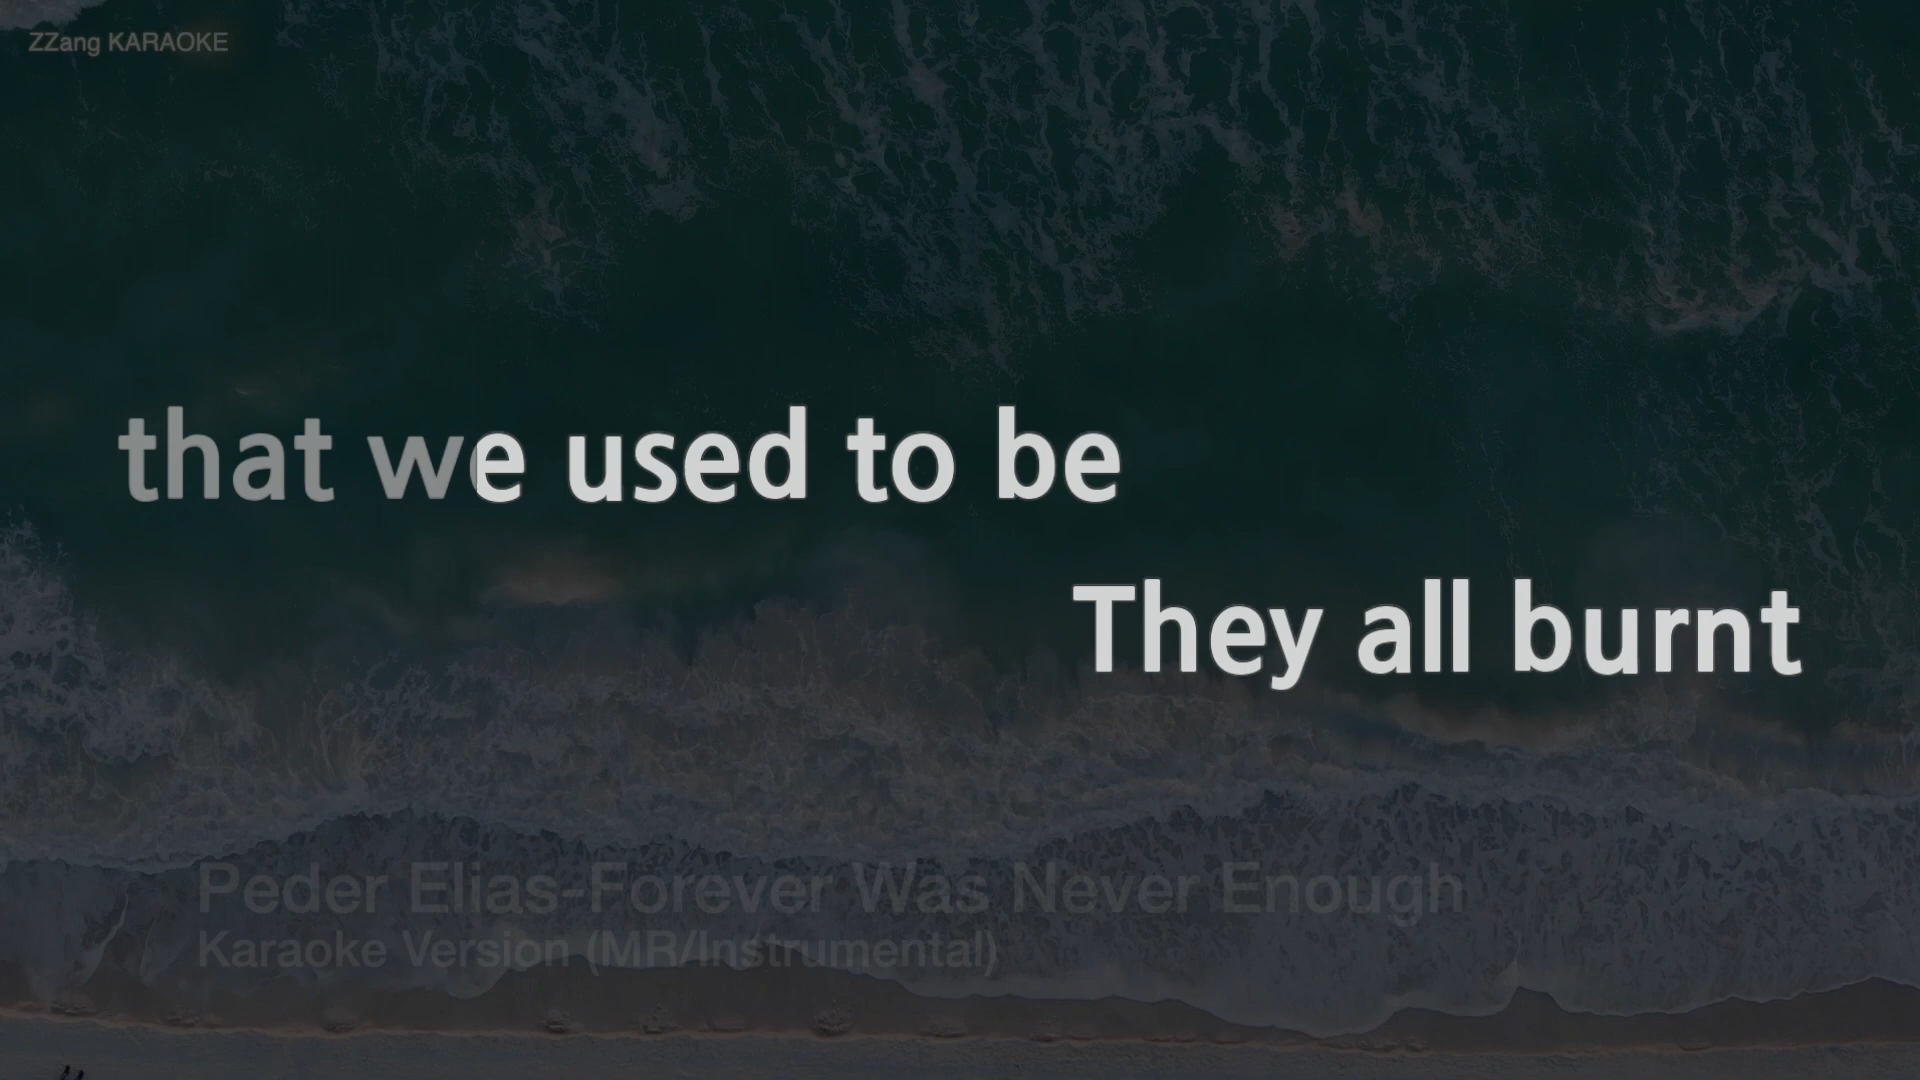 ZZang KARAOKE
that we used to be
They all burnt
Peder Elias-Forever Was Never Enough
Karaoke Version (MR/Instrumental)